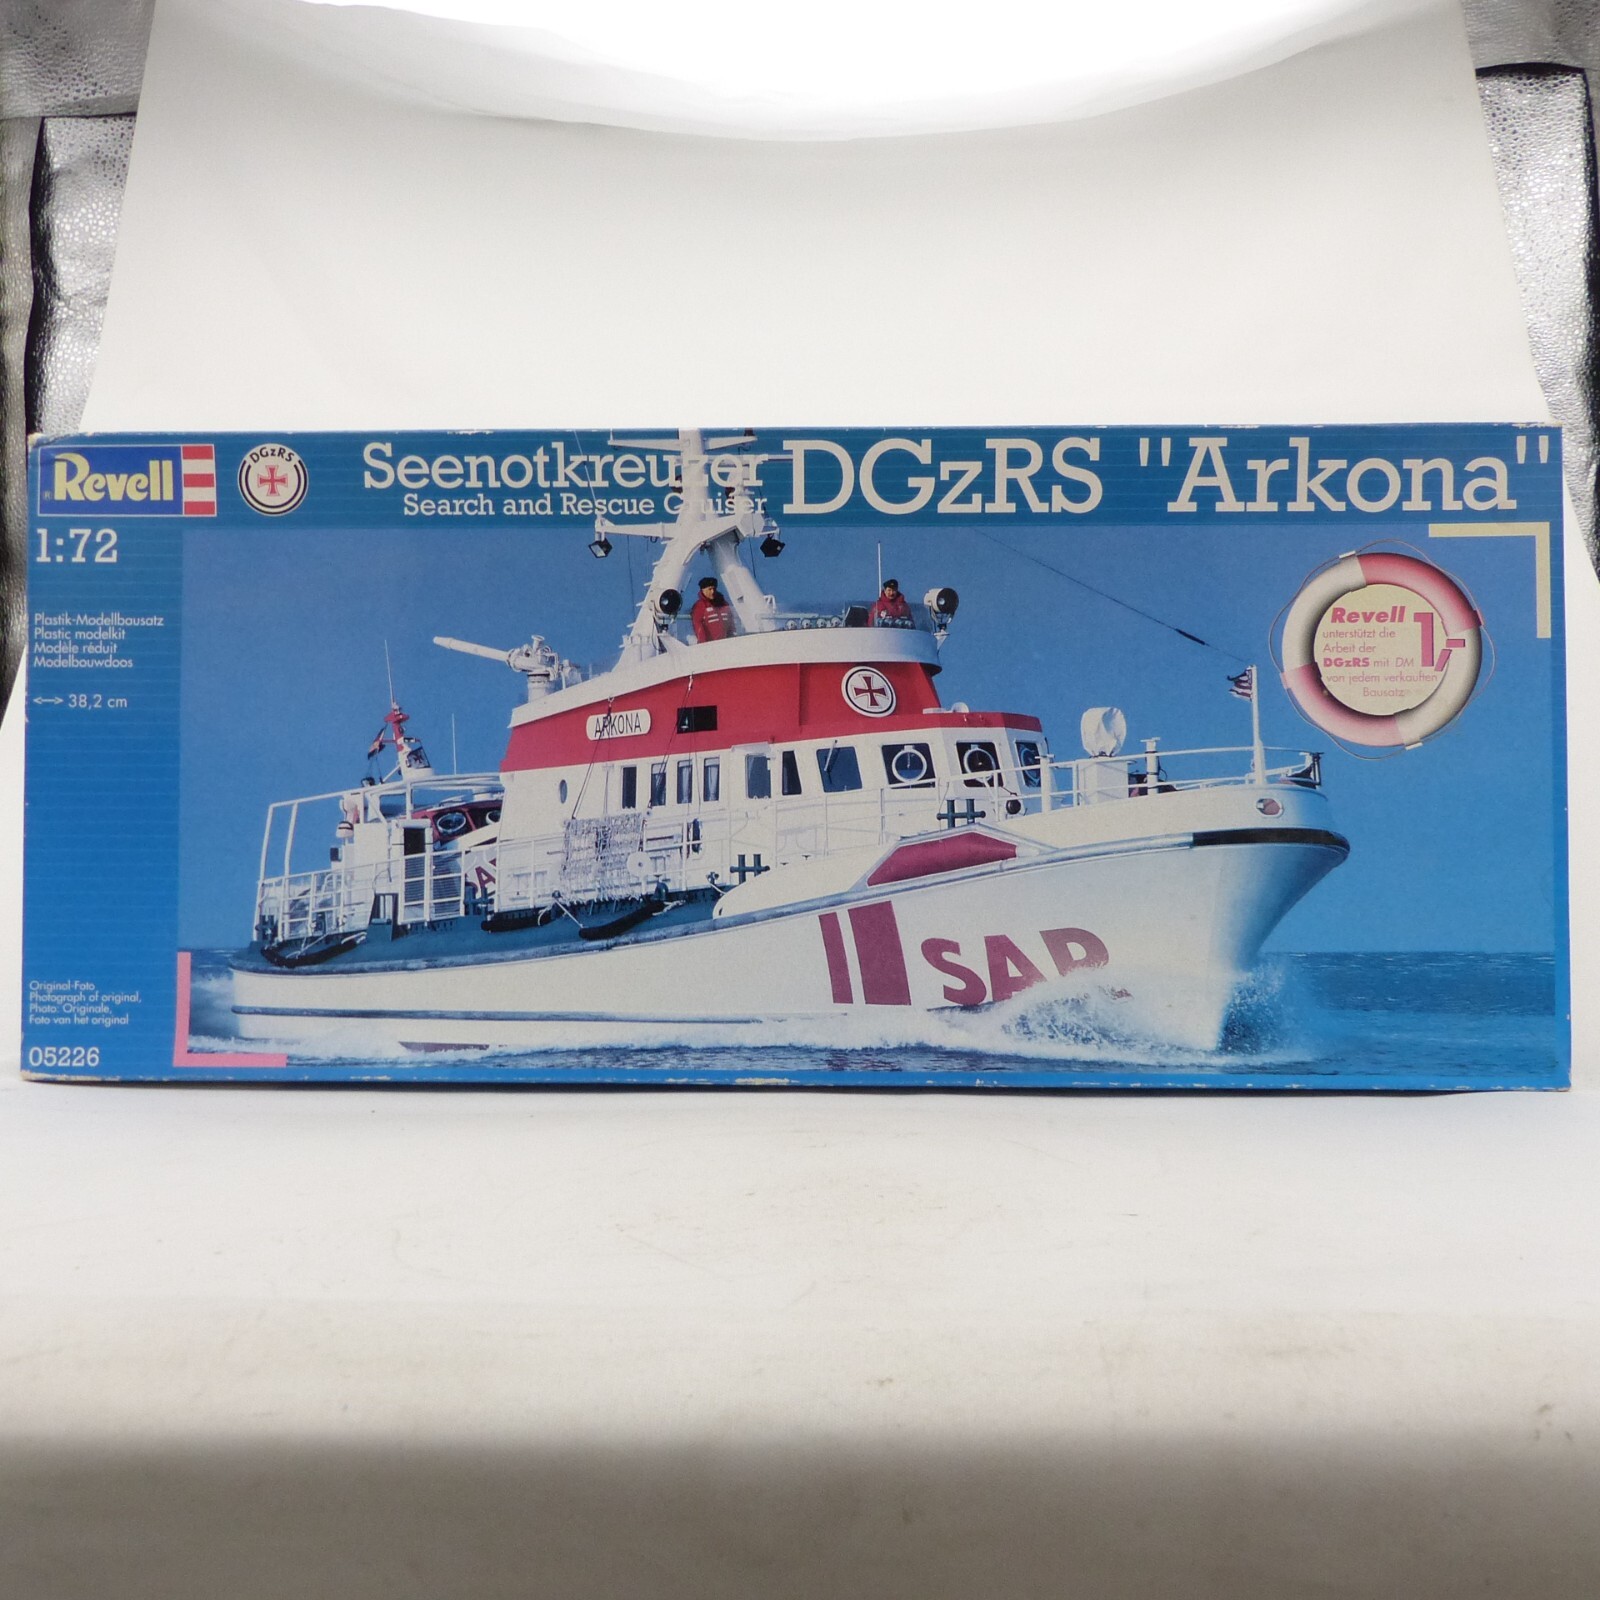 Revell
DGzRS
Seenotkreuzer DGzRS "Arkona"
Search and Rescue Cruiser
1:72
Plastik-Modellbausatz
Plastic modelkit
Modèle réduit
Modelbouwdoos
<--> 38,2 cm
Revell
unterstützt die
Arbeit der
DGzRS mit DM 1,-
von jedem verkauften
Bausatz
ARKONA
SAR
Original-Foto
Photograph of original,
Photo: Originale,
Foto van het original
05226